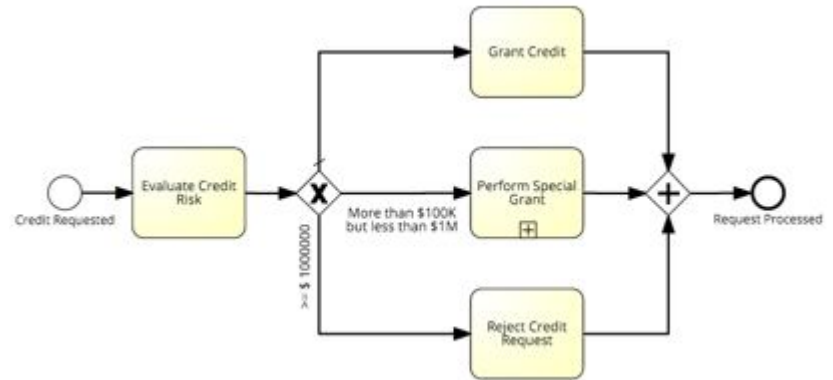 Grant Credit
Credit Requested
Evaluate Credit
Risk
More than $100K
but less than $1M
Perform Special
Grant
Request Processed
>= $ 1000000
Reject Credit
Request